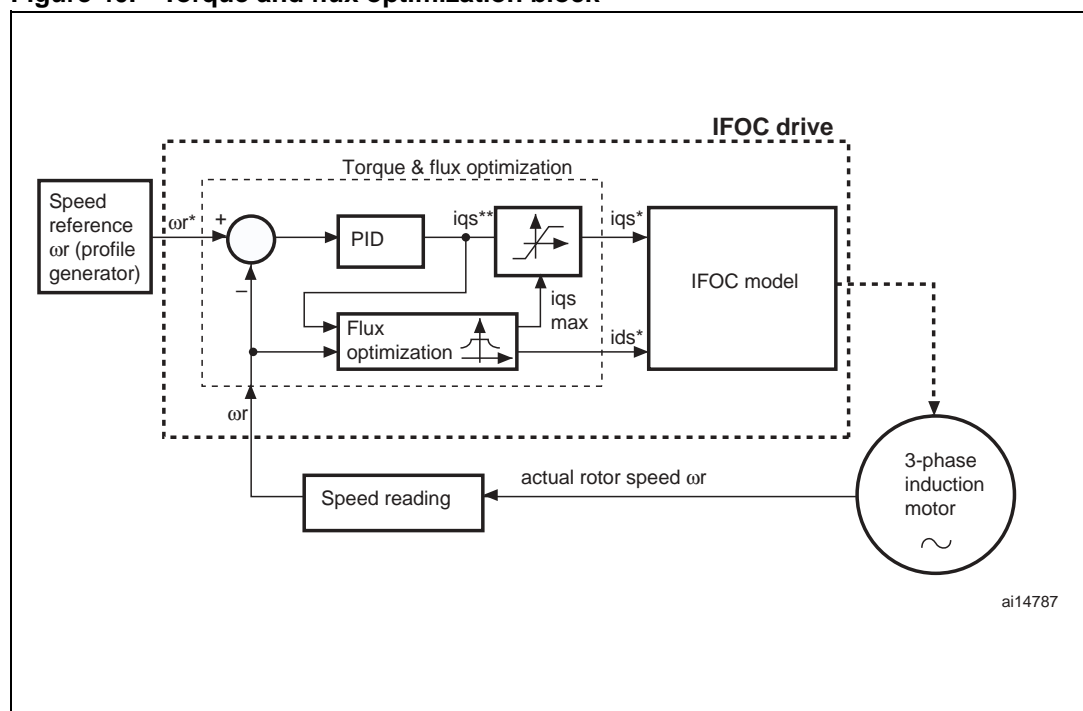 Figure 46. Torque and flux optimization block
IFOC drive
Torque & flux optimization
Speed
reference
ωr (profile
generator)
ωr*
+
−
PID
iqs**
iqs*
IFOC model
iqs
max
Flux
optimization
ids*
ωr
Speed reading
actual rotor speed ωr
3-phase
induction
motor
ai14787